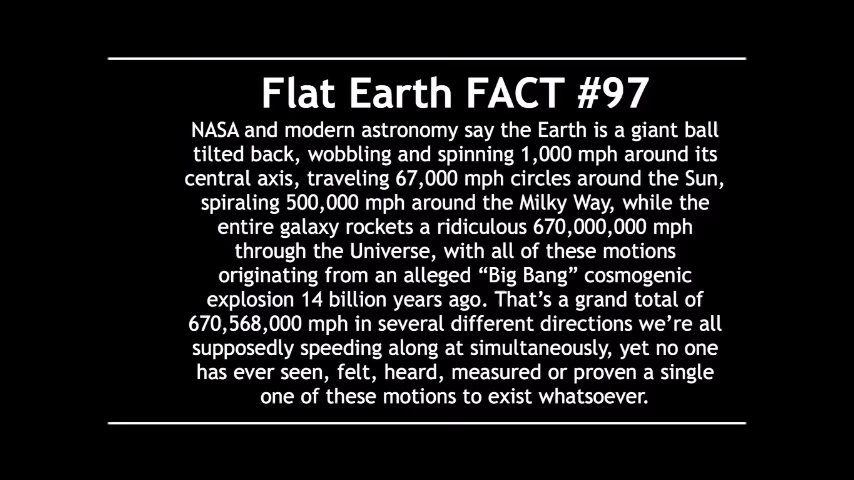 Flat Earth FACT #97
NASA and modern astronomy say the Earth is a giant ball
tilted back, wobbling and spinning 1,000 mph around its
central axis, traveling 67,000 mph circles around the Sun,
spiraling 500,000 mph around the Milky Way, while the
entire galaxy rockets a ridiculous 670,000,000 mph
through the Universe, with all of these motions
originating from an alleged “Big Bang” cosmogenic
explosion 14 billion years ago. That’s a grand total of
670,568,000 mph in several different directions we’re all
supposedly speeding along at simultaneously, yet no one
has ever seen, felt, heard, measured or proven a single
one of these motions to exist whatsoever.